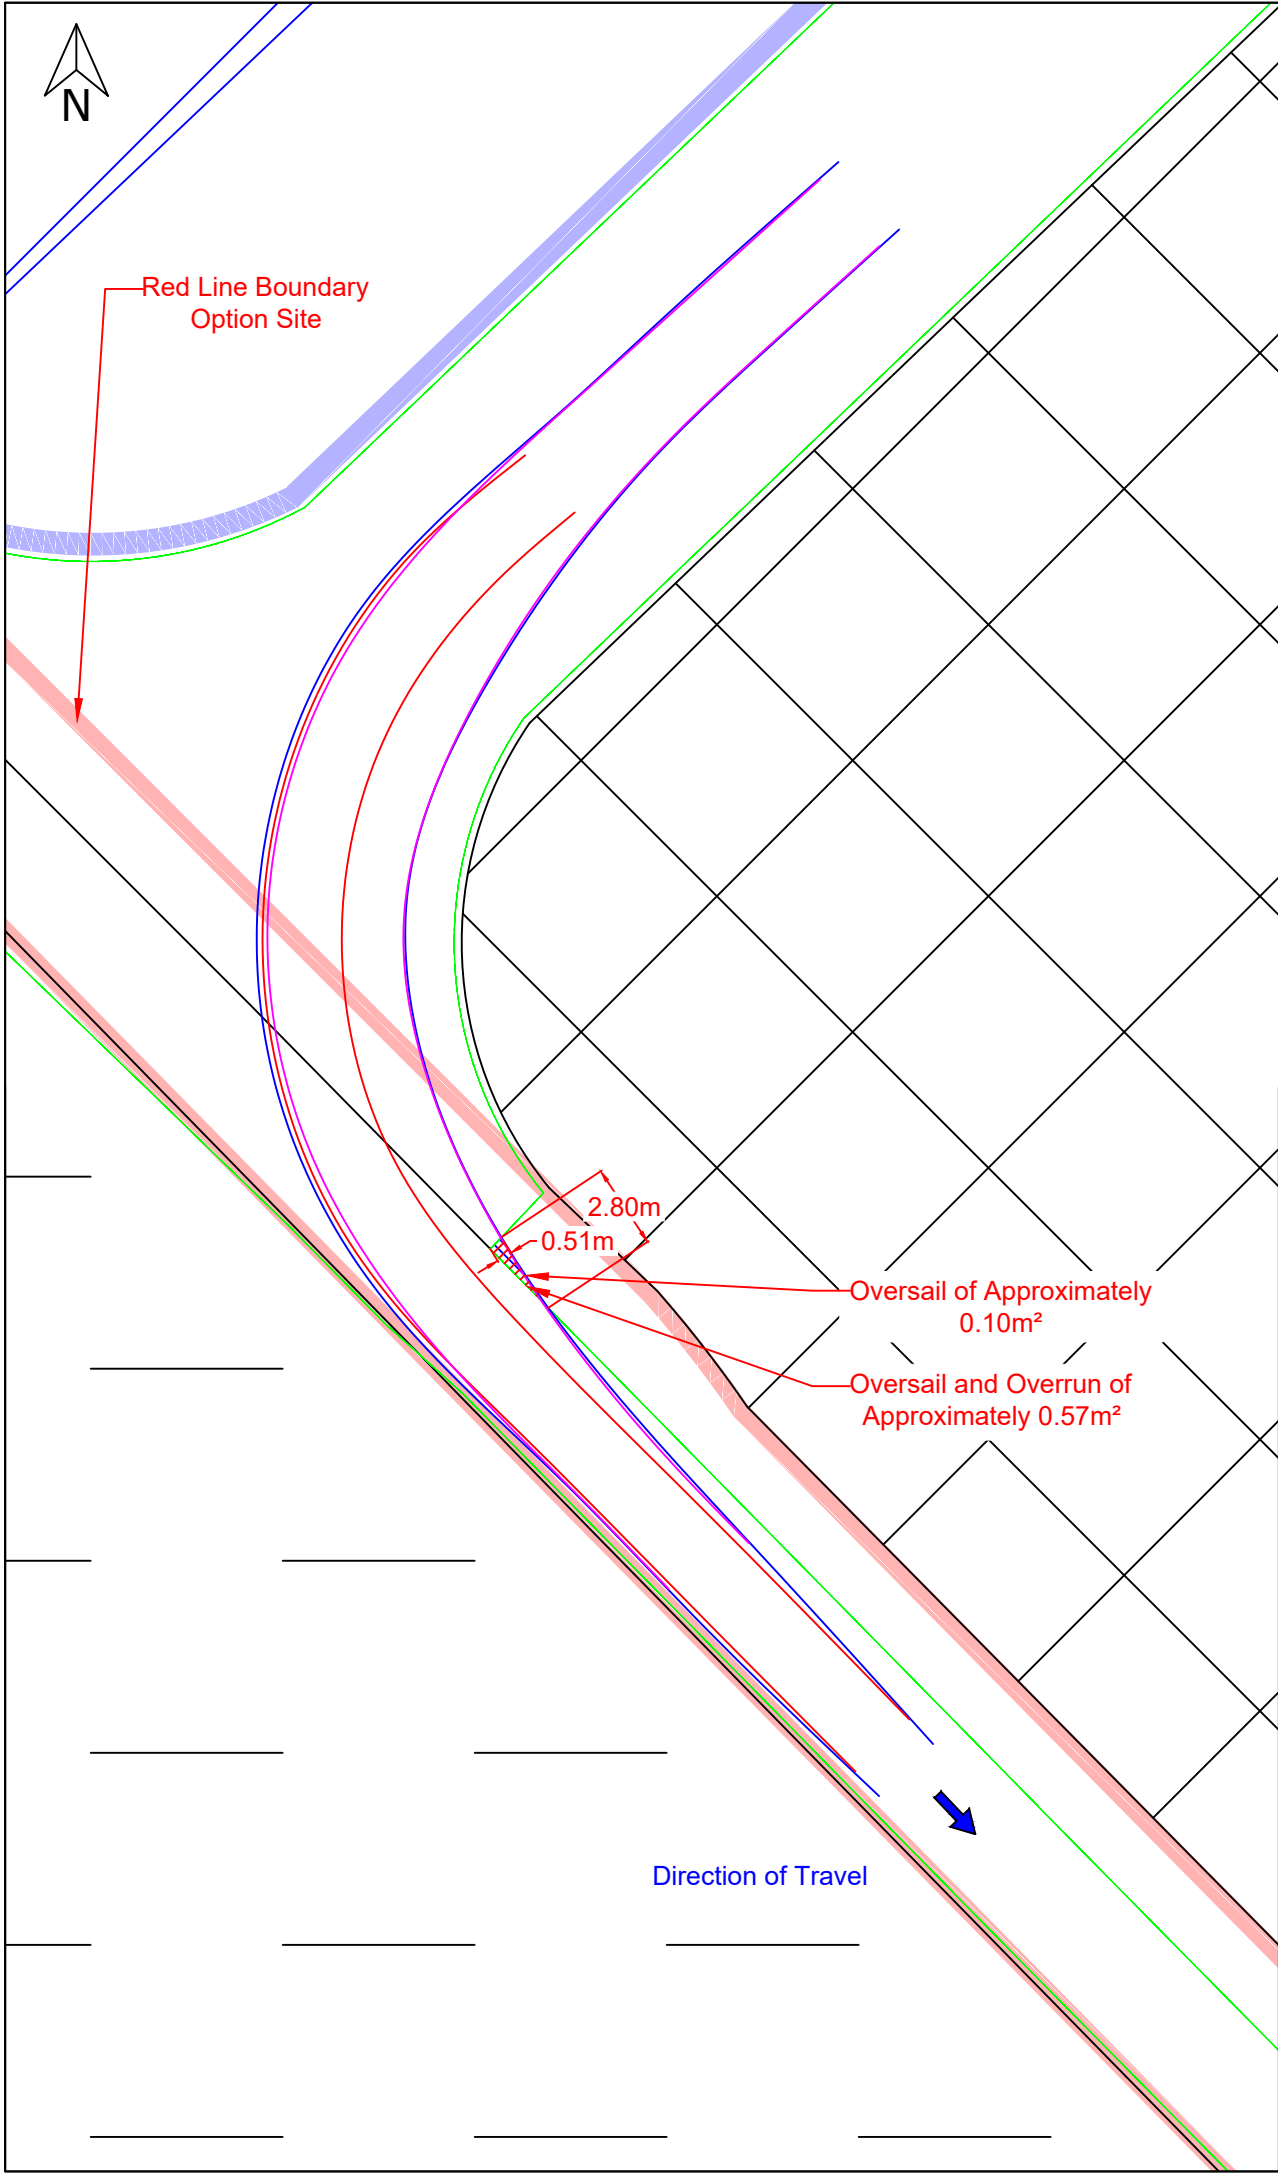 N
Red Line Boundary
Option Site
2.80m
0.51m
Oversail of Approximately
0.10m²
Oversail and Overrun of
Approximately 0.57m²
Direction of Travel